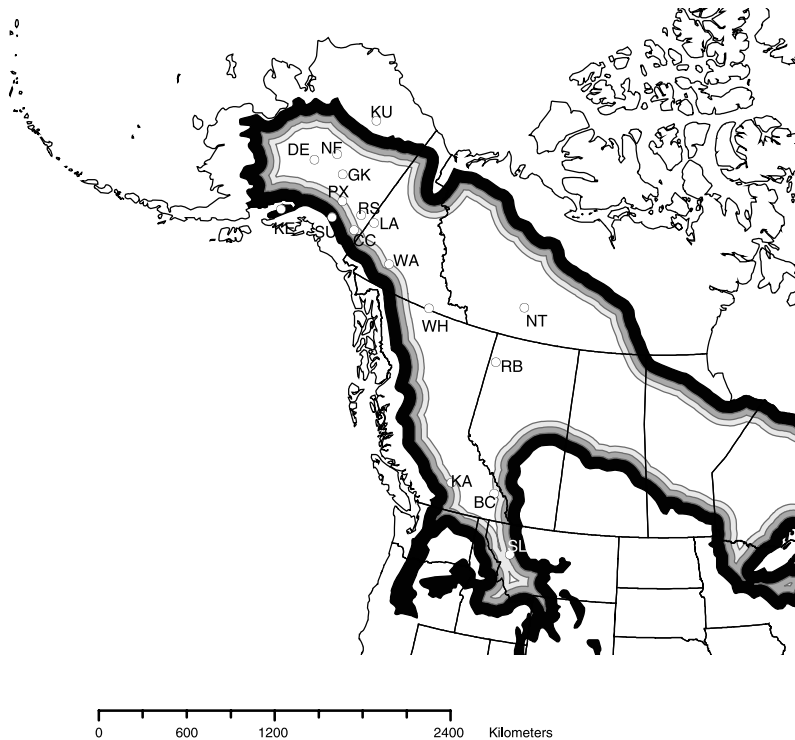 KU
DE NF
GK
PX
RS
KE SU LA
CC
WA
WH NT
RB
KA
BC
SL
0 600 1200 2400 Kilometers